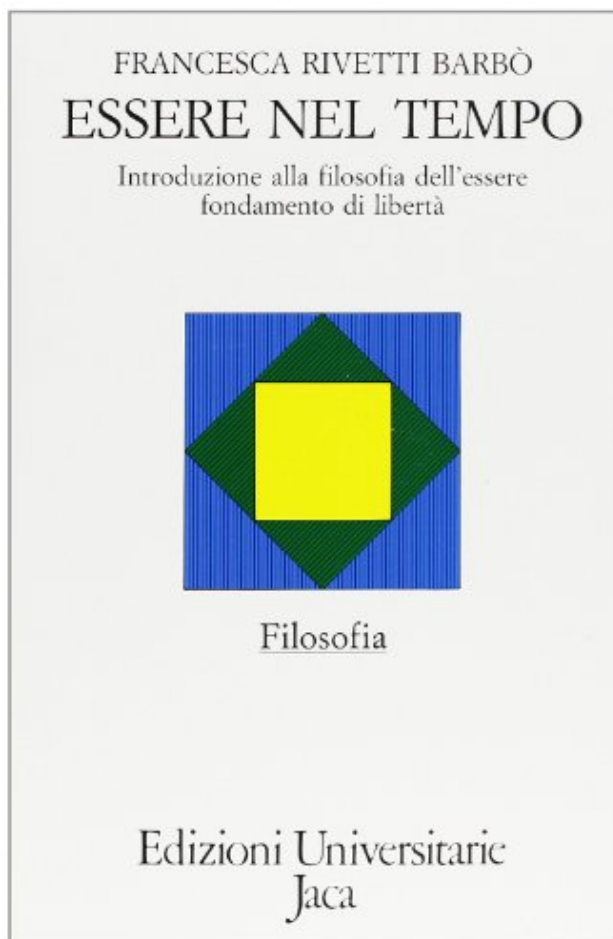 FRANCESCA RIVETTI BARBÒ
ESSERE NEL TEMPO
Introduzione alla filosofia dell'essere
fondamento di libertà
Filosofia
Edizioni Universitarie
Jaca